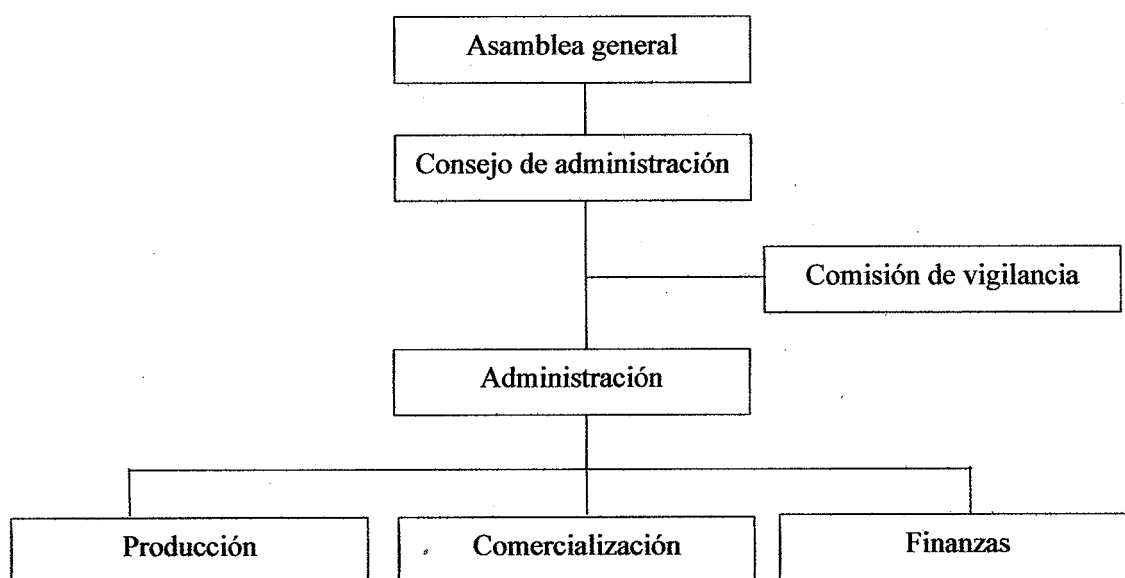 Asamblea general
Consejo de administración
Comisión de vigilancia
Administración
Producción
Comercialización
Finanzas